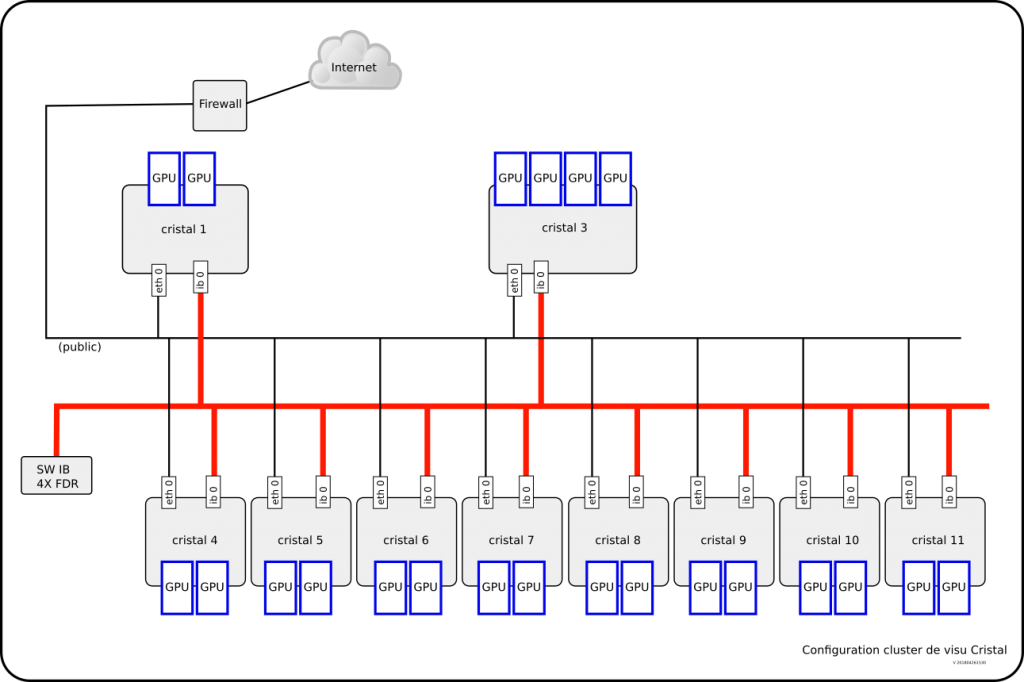 Internet
Firewall
GPU GPU
GPU GPU GPU GPU
cristal 1
cristal 3
eth 0
ib 0
eth 0
ib 0
(public)
SW IB
4X FDR
eth 0
ib 0
eth 0
ib 0
eth 0
ib 0
eth 0
ib 0
eth 0
ib 0
eth 0
ib 0
eth 0
ib 0
eth 0
ib 0
cristal 4
cristal 5
cristal 6
cristal 7
cristal 8
cristal 9
cristal 10
cristal 11
GPU GPU
GPU GPU
GPU GPU
GPU GPU
GPU GPU
GPU GPU
GPU GPU
GPU GPU
Configuration cluster de visu Cristal